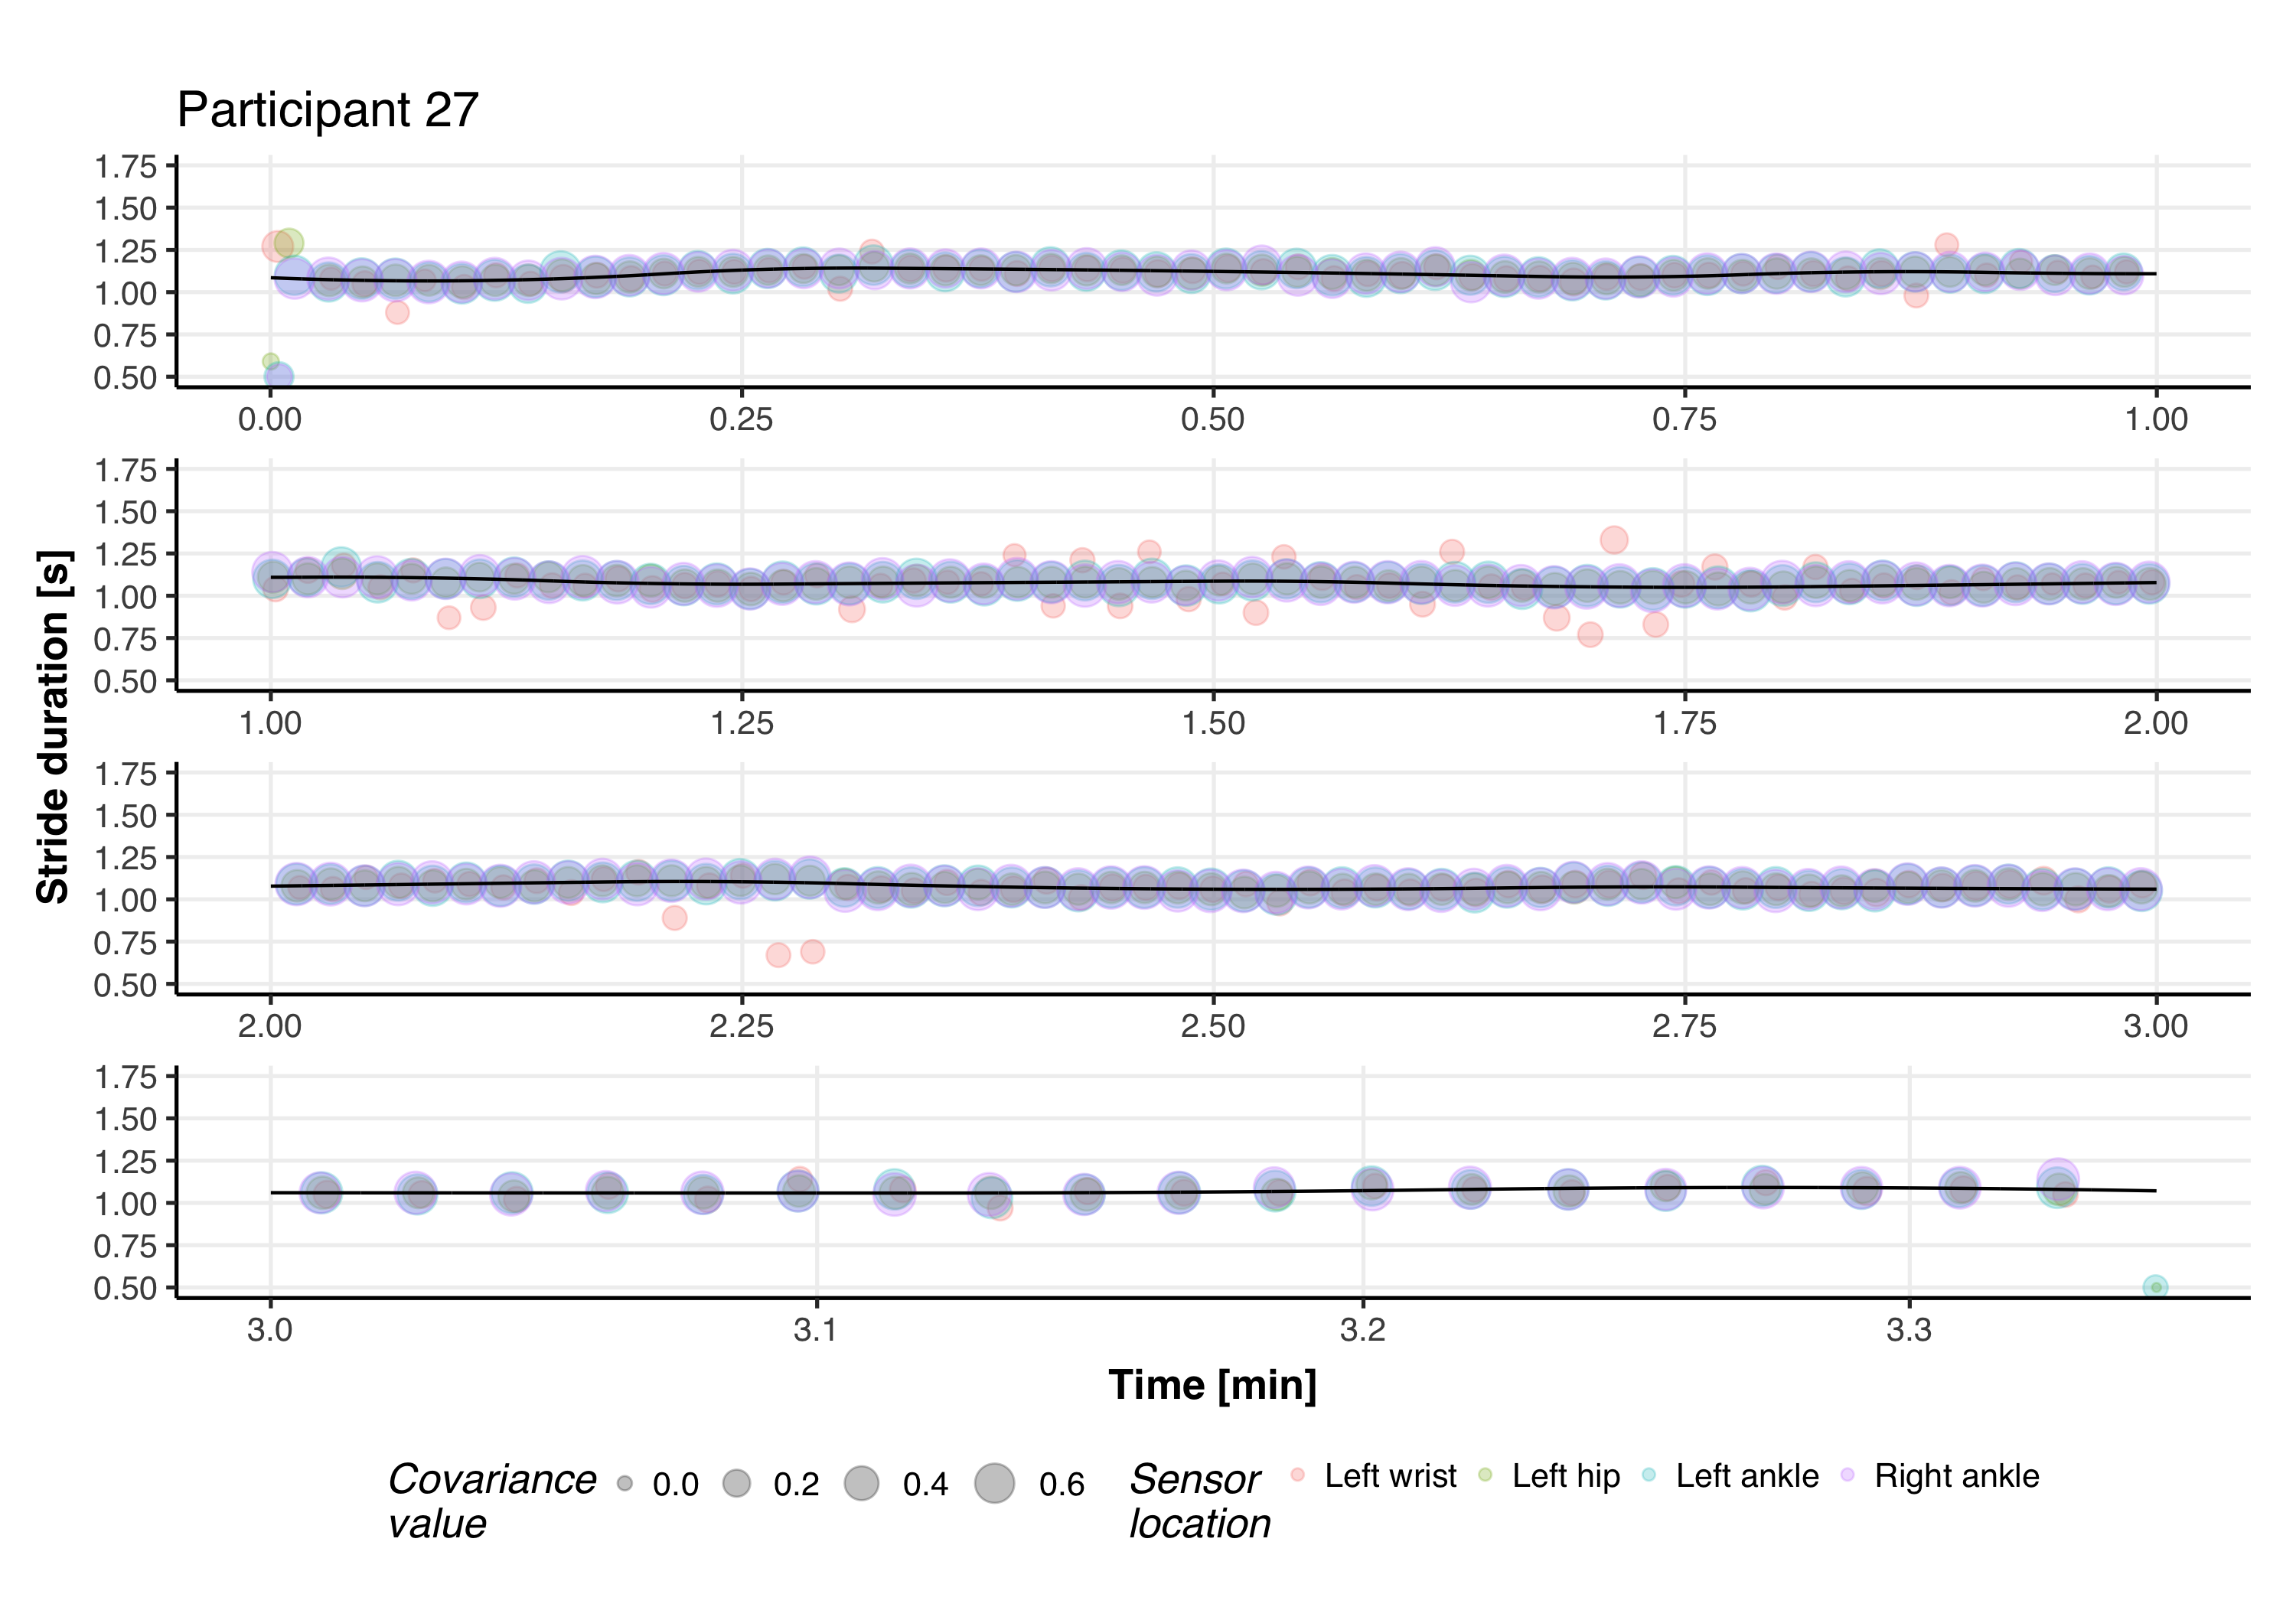 Participant 27
1.75
1.50
1.25
1.00
0.75
0.50
0.00 0.25 0.50 0.75 1.00
1.75
1.50
1.25
1.00
0.75
0.50
1.00 1.25 1.50 1.75 2.00
1.75
1.50
1.25
1.00
0.75
0.50
2.00 2.25 2.50 2.75 3.00
1.75
1.50
1.25
1.00
0.75
0.50
3.0 3.1 3.2 3.3
Stride duration [s]
Time [min]
Covariance
value
0.0 0.2 0.4 0.6
Sensor
location
Left wrist Left hip Left ankle Right ankle